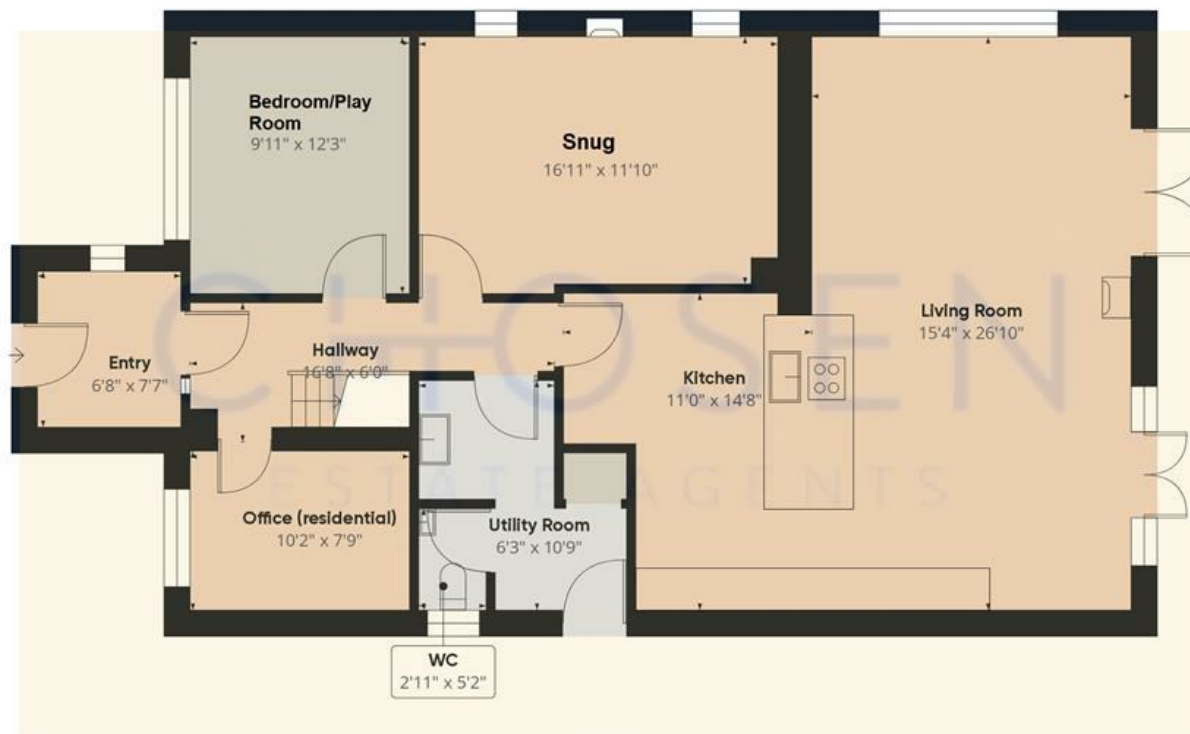 Bedroom/Play
Room
9'11" x 12'3"
Snug
16'11" x 11'10"
Living Room
15'4" x 26'10"
Entry
6'8" x 7'7"
Hallway
16'8" x 6'0"
Kitchen
11'0" x 14'8"
CHOSEN
ESTATE AGENTS
Office (residential)
10'2" x 7'9"
Utility Room
6'3" x 10'9"
WC
2'11" x 5'2"